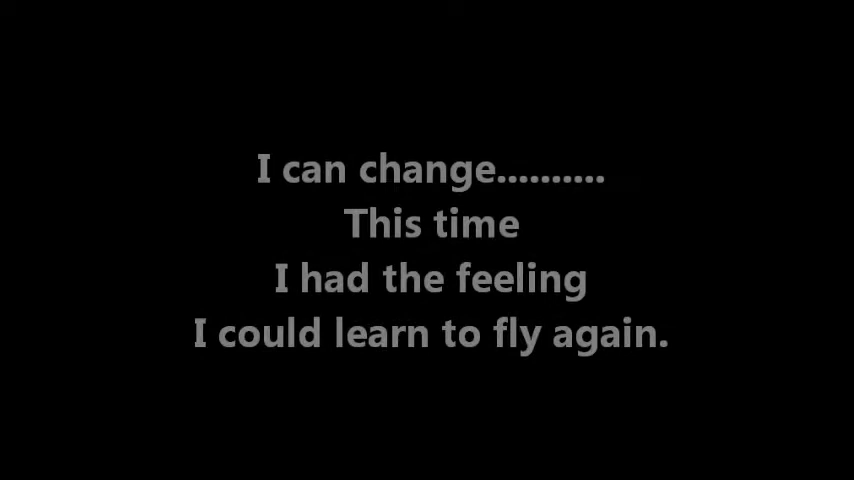 I can change..........
This time
I had the feeling
I could learn to fly again.